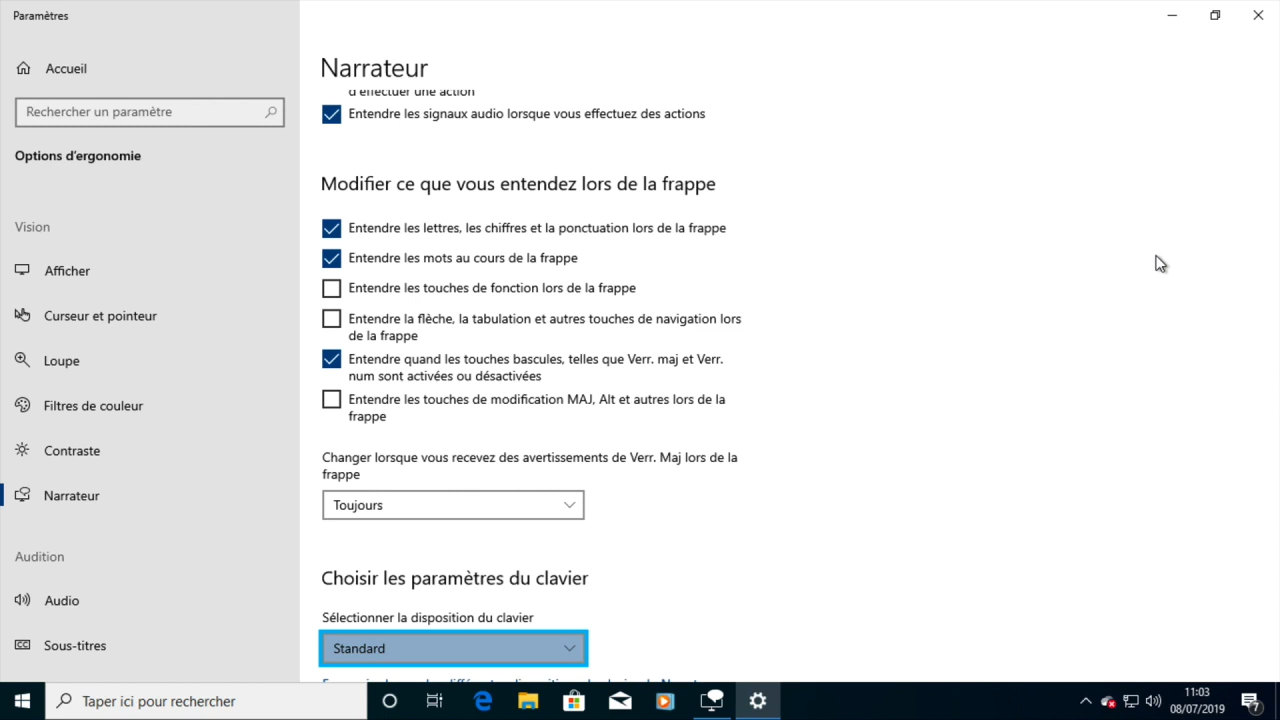 Paramètres
Accueil
Rechercher un paramètre
Options d'ergonomie
Vision
Afficher
Curseur et pointeur
Loupe
Filtres de couleur
Contraste
Narrateur
Audition
Audio
Sous-titres
Narrateur
d'effectuer une action
Entendre les signaux audio lorsque vous effectuez des actions
Modifier ce que vous entendez lors de la frappe
Entendre les lettres, les chiffres et la ponctuation lors de la frappe
Entendre les mots au cours de la frappe
Entendre les touches de fonction lors de la frappe
Entendre la flèche, la tabulation et autres touches de navigation lors
de la frappe
Entendre quand les touches bascules, telles que Verr. maj et Verr.
num sont activées ou désactivées
Entendre les touches de modification MAJ, Alt et autres lors de la
frappe
Changer lorsque vous recevez des avertissements de Verr. Maj lors de la
frappe
Toujours
Choisir les paramètres du clavier
Sélectionner la disposition du clavier
Standard
Taper ici pour rechercher
11:03
08/07/2019
7